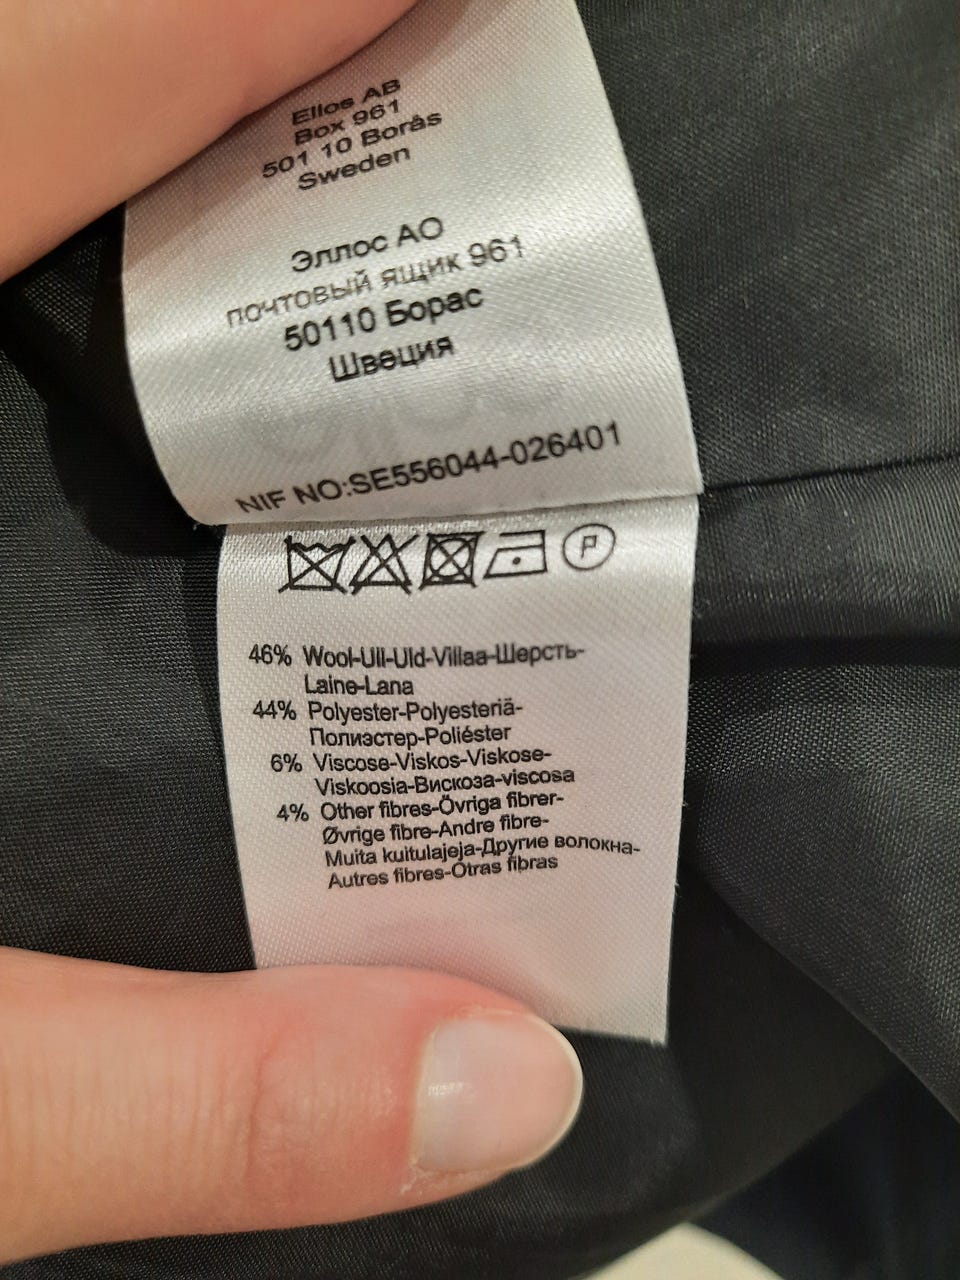 Ellos AB
Box 961
501 10 Borås
Sweden
Эллос АО
почтовый ящик 961
50110 Борас
Швеция
NIF NO:SE556044-026401
P
46% Wool-Ull-Uld-Villaa-Шерсть-
Laine-Lana
44% Polyester-Polyesteriä-
Полиэстер-Poliéster
6% Viscose-Viskos-Viskose-
Viskoosia-Вискоза-viscosa
4% Other fibres-Övriga fibrer-
Øvrige fibre-Andre fibre-
Muita kuitulajeja-Другие волокна-
Autres fibres-Otras fibras